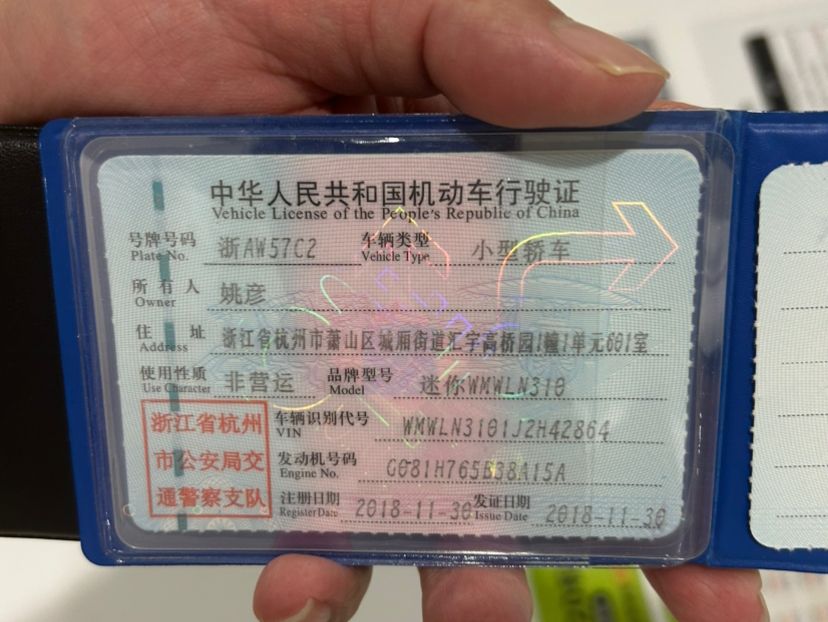 中华人民共和国机动车行驶证
Vehicle License of the People's Republic of China
号牌号码 浙AW57C2 车辆类型 小型轿车
Plate No. Vehicle Type
所有人 姚彦
Owner
住址 浙江省杭州市萧山区城厢街道汇宇高桥园1幢1单元601室
Address
使用性质 非营运 品牌型号 迷你WMWLN310
Use Character Model
浙江省杭州
市公安局交
通警察支队
车辆识别代号 WMWLN3101J2H42864
VIN
发动机号码 G081H765B38A15A
Engine No.
注册日期 2018-11-30 发证日期 2018-11-30
Register Date Issue Date